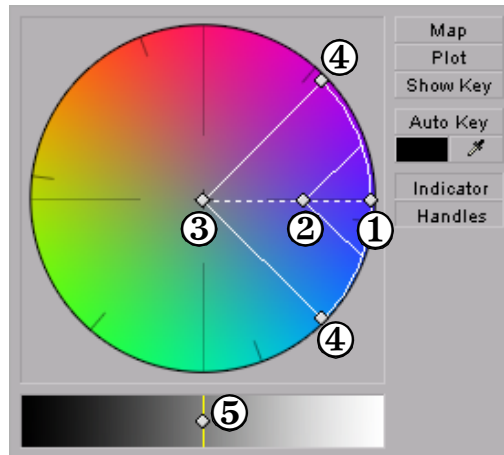 Map
Plot
Show Key
Auto Key
Indicator
Handles
4
3
2
1
4
5